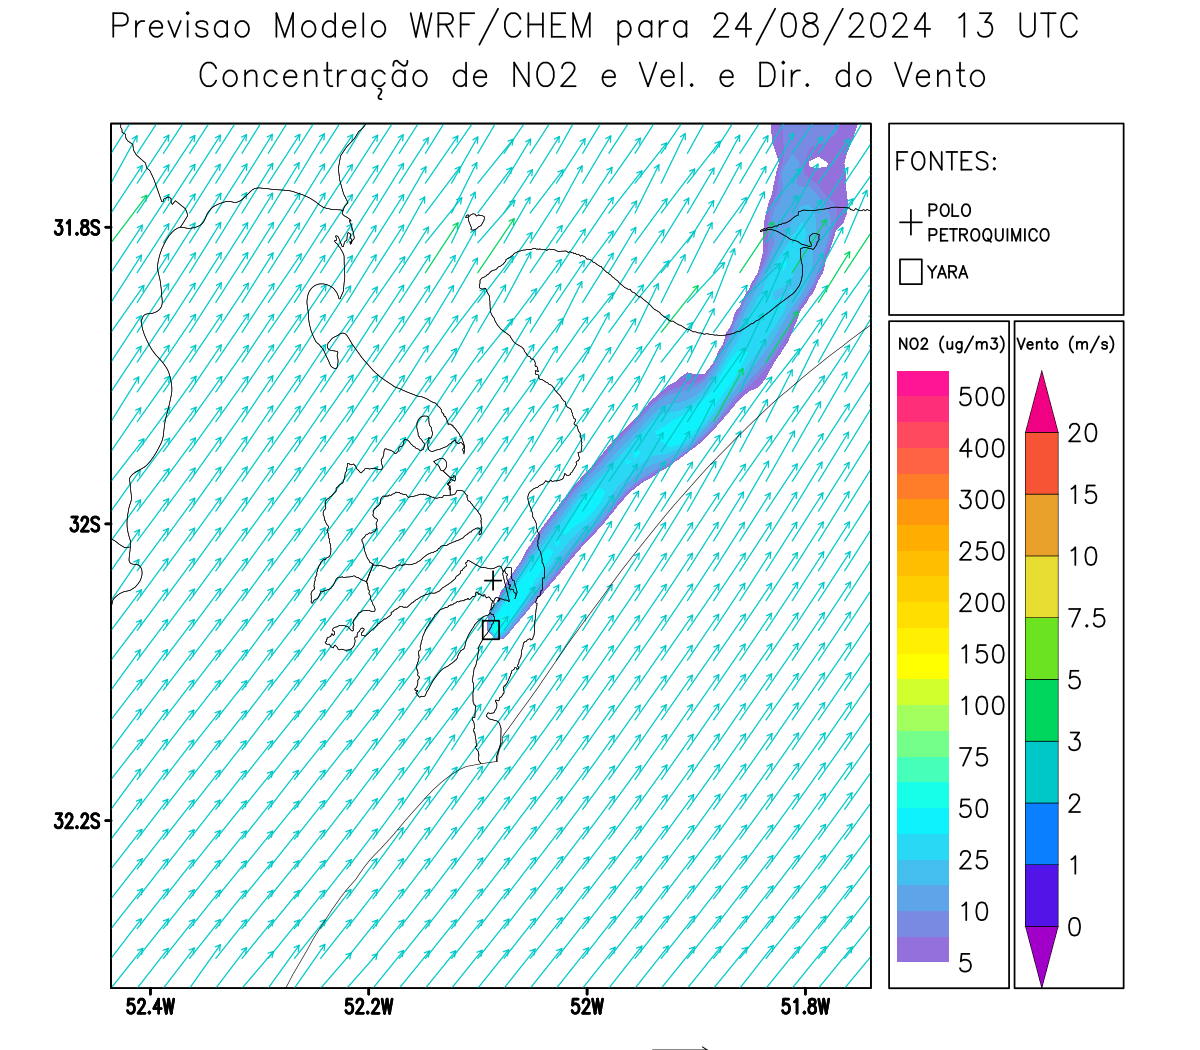 Previsao Modelo WRF/CHEM para 24/08/2024 13 UTC
Concentração de NO2 e Vel. e Dir. do Vento
FONTES:
POLO
PETROQUIMICO
YARA
NO2 (ug/m3)
500
400
300
250
200
150
100
75
50
25
10
5
Vento (m/s)
20
15
10
7.5
5
3
2
1
0
31.8S
32S
32.2S
52.4W 52.2W 52W 51.8W